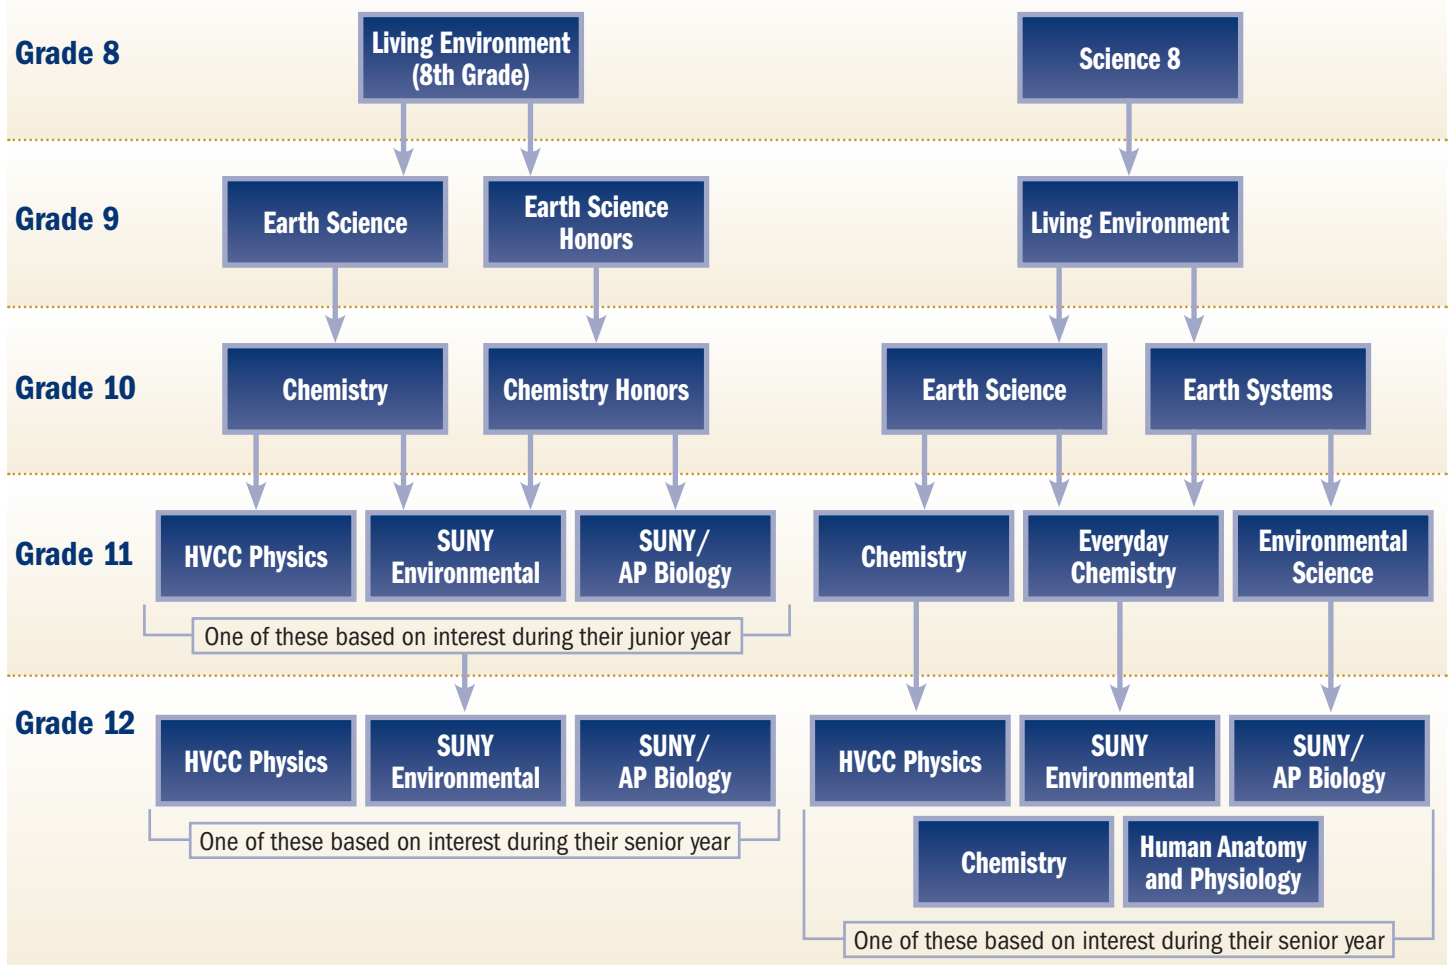 Grade 8
Living Environment
(8th Grade)
Science 8
Grade 9
Earth Science
Earth Science
Honors
Living Environment
Grade 10
Chemistry
Chemistry Honors
Earth Science
Earth Systems
Grade 11
HVCC Physics
SUNY
Environmental
SUNY/
AP Biology
Chemistry
Everyday
Chemistry
Environmental
Science
One of these based on interest during their junior year
Grade 12
HVCC Physics
SUNY
Environmental
SUNY/
AP Biology
One of these based on interest during their senior year
HVCC Physics
SUNY
Environmental
SUNY/
AP Biology
Chemistry
Human Anatomy
and Physiology
One of these based on interest during their senior year